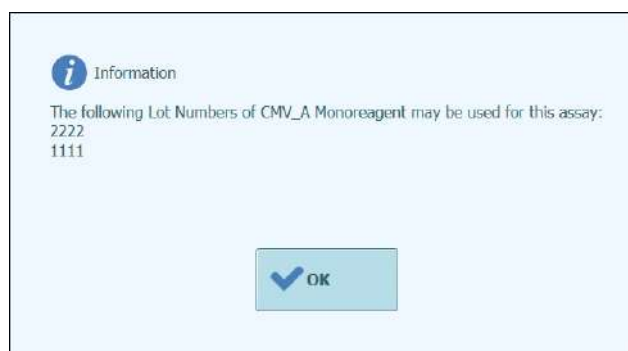 Information
The following Lot Numbers of CMV_A Monoreagent may be used for this assay:
2222
1111
OK